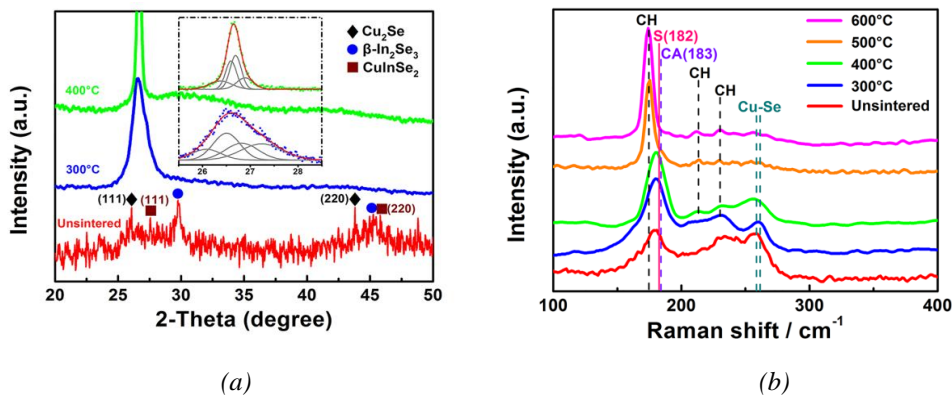 Intensity (a.u.)
Cu₂Se
β-In₂Se₃
CuInSe₂
400°C
300°C
Unsintered
(111)
(111)
(220)
(220)
26 27 28
20 25 30 35 40 45 50
2-Theta (degree)
(a)
(b)
Intensity (a.u.)
CH
S(182)
CA(183)
CH
CH
Cu-Se
600°C
500°C
400°C
300°C
Unsintered
100 200 300 400
Raman shift / cm⁻¹
(b)